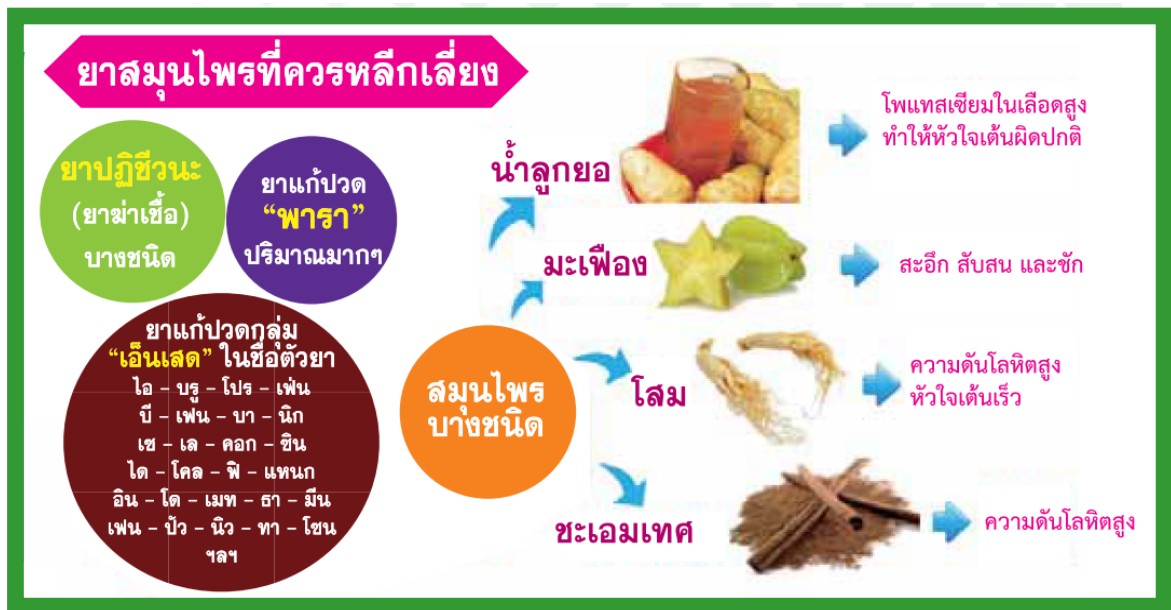 ยาสมุนไพรที่ควรหลีกเลี่ยง
ยาปฏิชีวนะ
(ยาฆ่าเชื้อ)
บางชนิด
ยาแก้ปวด
“พารา”
ปริมาณมากๆ
ยาแก้ปวดกลุ่ม
“เอ็นเสด” ในชื่อตัวยา
ไอ – บรู – โปร – เฟ่น
บี – เฟน – บา – นิก
เซ – เล – คอก – ซิน
ได – โคล – ฟิ – แหนก
อิน – โด – เมท – ธา – มีน
เฟน – ปัว – นิว – ทา – โซน
ฯลฯ
สมุนไพร
บางชนิด
น้ำลูกยอ
โพแทสเซียมในเลือดสูง
ทำให้หัวใจเต้นผิดปกติ
มะเฟือง
สะอึก สับสน และชัก
โสม
ความดันโลหิตสูง
หัวใจเต้นเร็ว
ชะเอมเทศ
ความดันโลหิตสูง